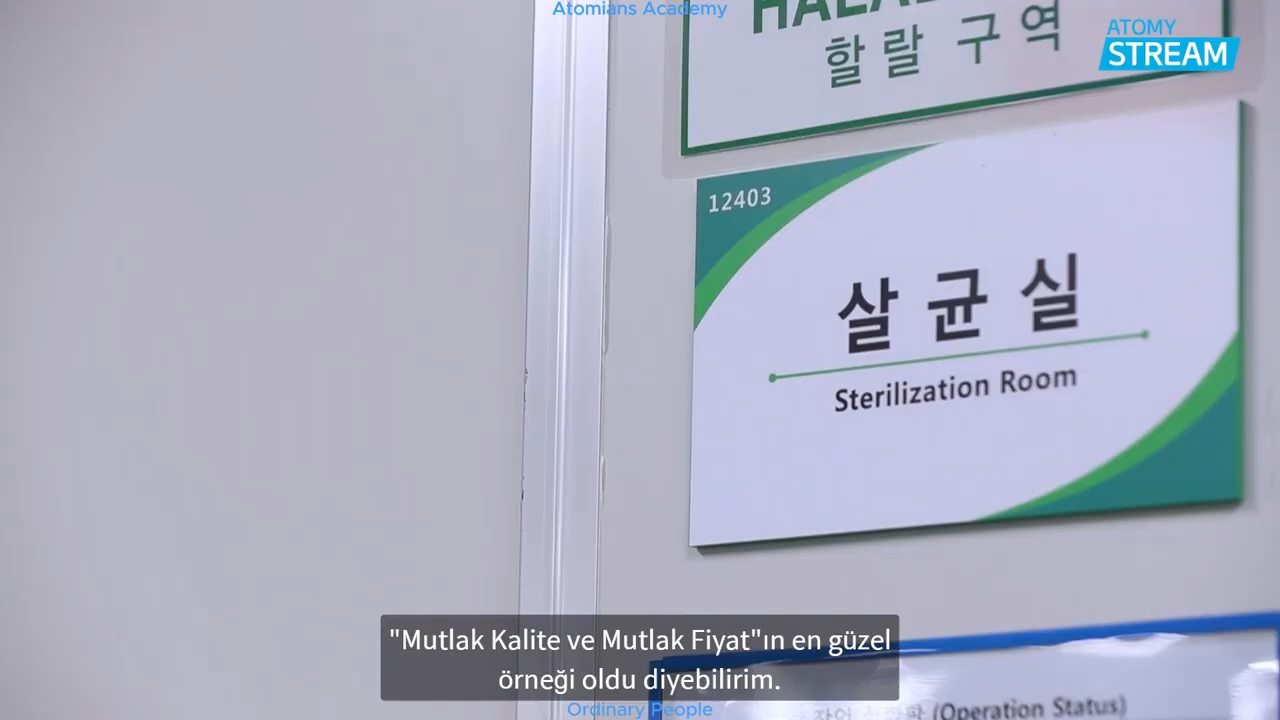 Atomians Academy
할랄 구역
ATOMY
STREAM
12403
살균실
Sterilization Room
"Mutlak Kalite ve Mutlak Fiyat"ın en güzel
örneği oldu diyebilirim.
(Operation Status)
Ordinary People